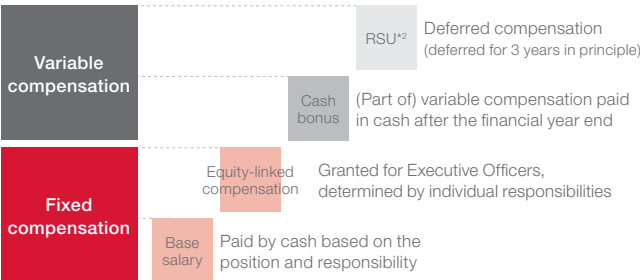 Variable
compensation
RSU*2
Deferred compensation
(deferred for 3 years in principle)
Cash
bonus
(Part of) variable compensation paid
in cash after the financial year end
Fixed
compensation
Equity-linked
compensation
Granted for Executive Officers,
determined by individual responsibilities
Base
salary
Paid by cash based on the
position and responsibility